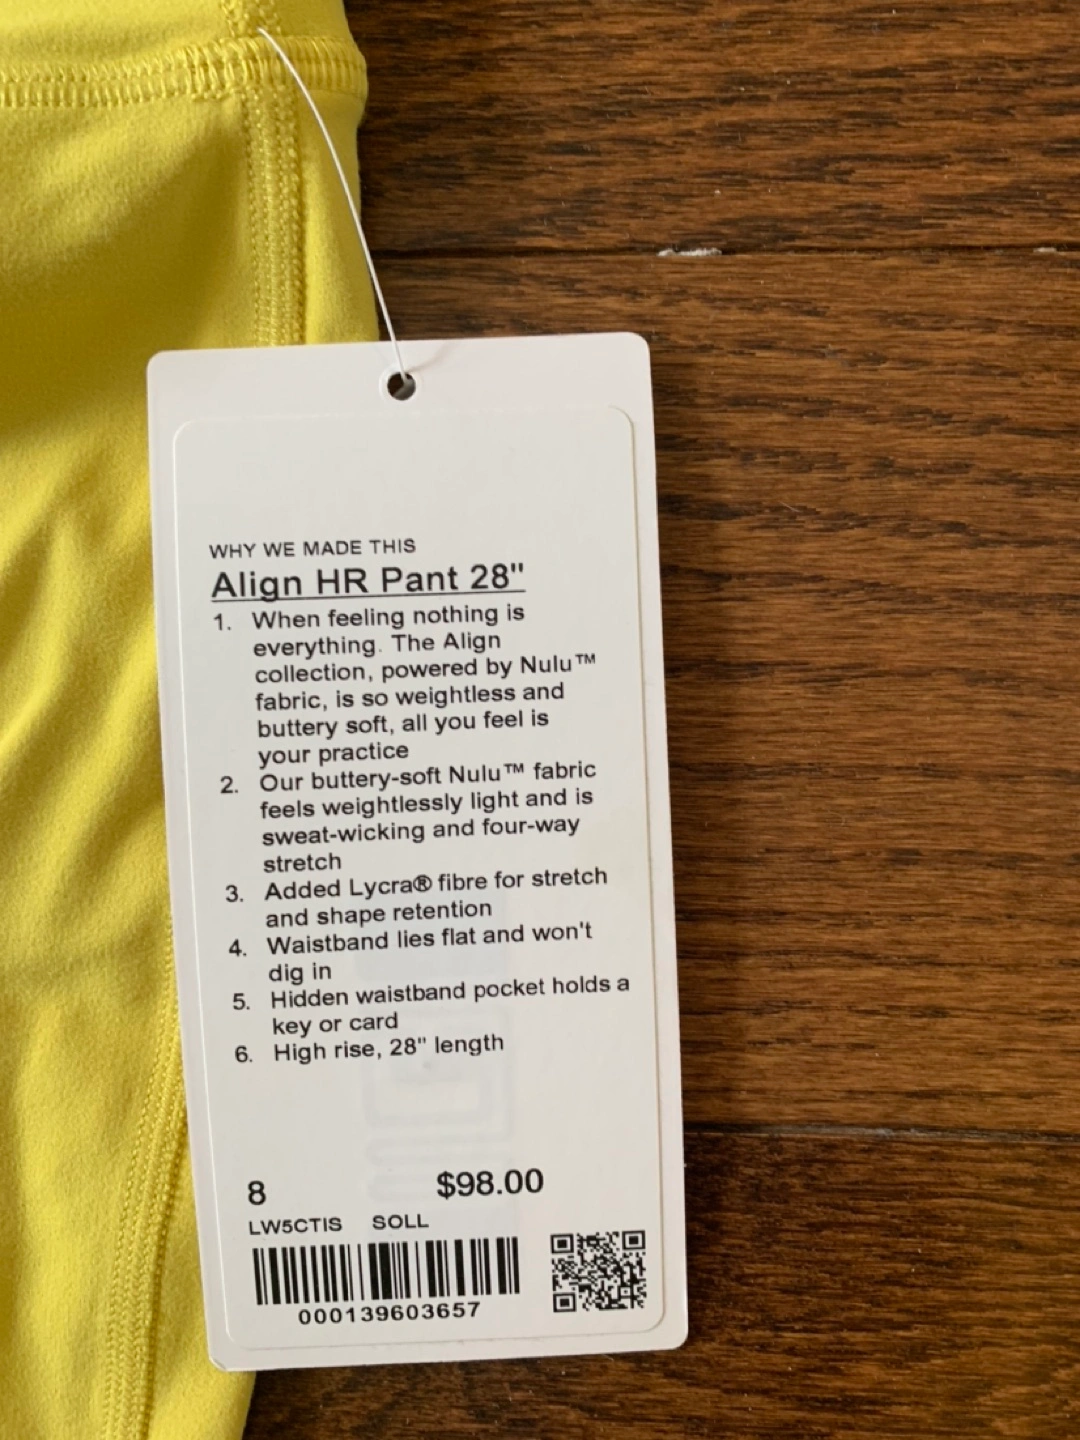 WHY WE MADE THIS
Align HR Pant 28"
1. When feeling nothing is
everything. The Align
collection, powered by Nulu™
fabric, is so weightless and
buttery soft, all you feel is
your practice
2. Our buttery-soft Nulu™ fabric
feels weightlessly light and is
sweat-wicking and four-way
stretch
3. Added Lycra® fibre for stretch
and shape retention
4. Waistband lies flat and won't
dig in
5. Hidden waistband pocket holds a
key or card
6. High rise, 28" length
8 $98.00
LW5CTIS SOLL
000139603657